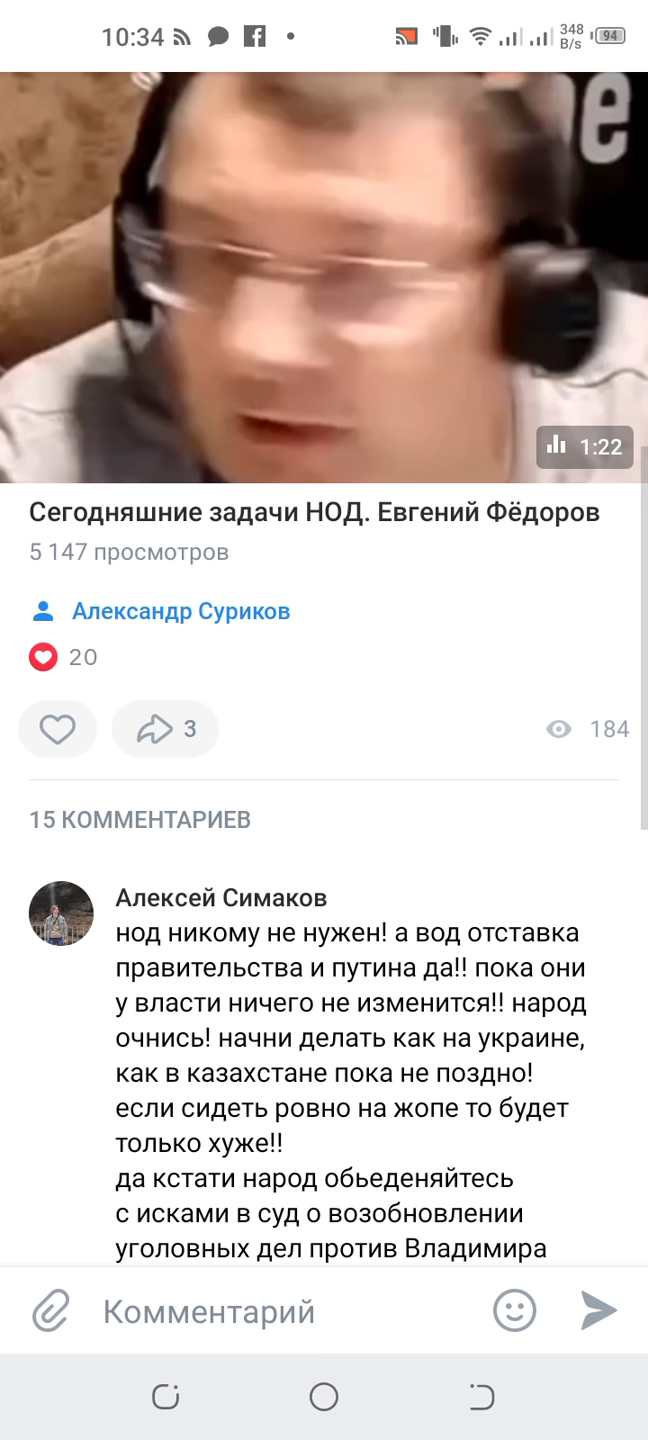 10:34
348
B/s
94
e
1:22
Сегодняшние задачи НОД. Евгений Фёдоров
5 147 просмотров
Александр Суриков
20
3
184
15 КОММЕНТАРИЕВ
Алексей Симаков
нод никому не нужен! а вод отставка
правительства и путина да!! пока они
у власти ничего не изменится!! народ
очнись! начни делать как на украине,
как в казахстане пока не поздно!
если сидеть ровно на жопе то будет
только хуже!!
да кстати народ обьеденяйтесь
с исками в суд о возобновлении
уголовных дел против Владимира
Комментарий